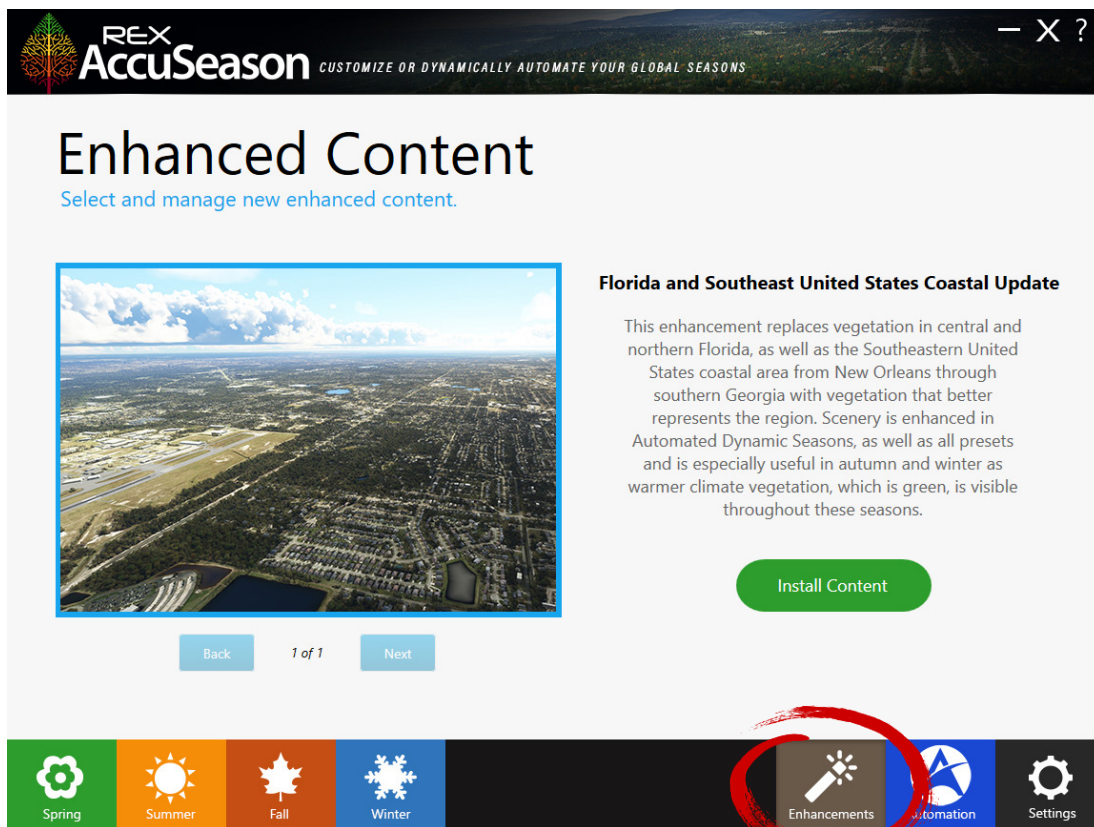 REX
AccuSeason CUSTOMIZE OR DYNAMICALLY AUTOMATE YOUR GLOBAL SEASONS
X ?
Enhanced Content
Select and manage new enhanced content.
Florida and Southeast United States Coastal Update
This enhancement replaces vegetation in central and
northern Florida, as well as the Southeastern United
States coastal area from New Orleans through
southern Georgia with vegetation that better
represents the region. Scenery is enhanced in
Automated Dynamic Seasons, as well as all presets
and is especially useful in autumn and winter as
warmer climate vegetation, which is green, is visible
throughout these seasons.
Install Content
Back 1 of 1 Next
Spring Summer Fall Winter Enhancements Automation Settings